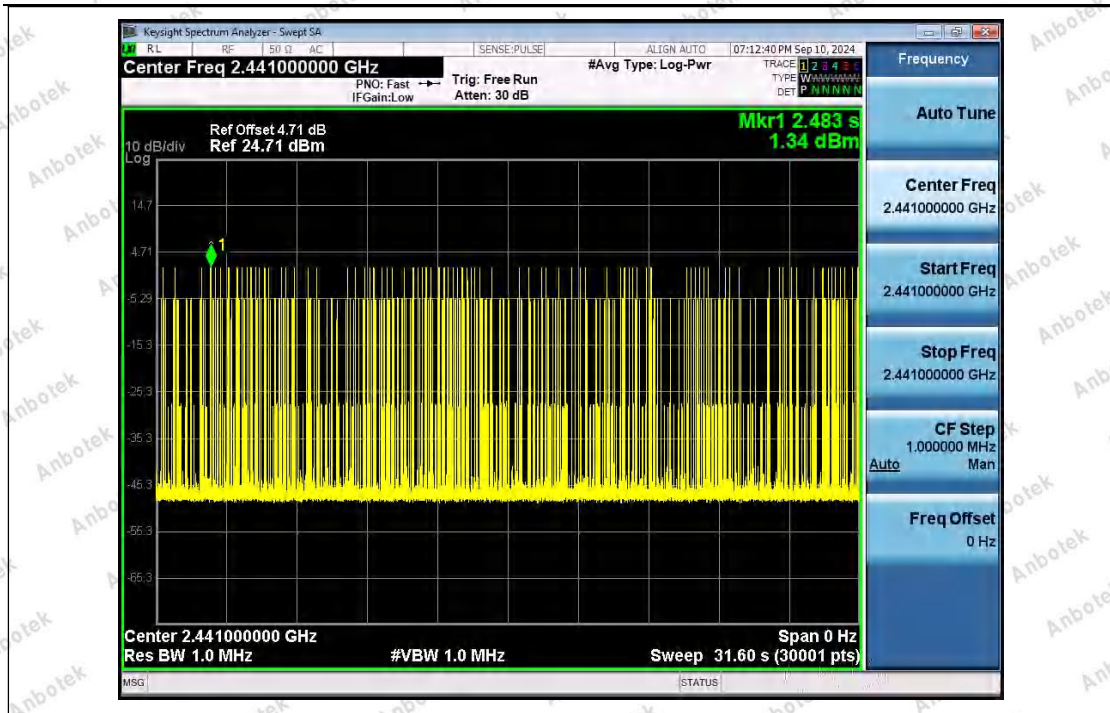 Keysight Spectrum Analyzer - Swept SA
RL RF 50 Ω AC SENSE:PULSE ALIGN AUTO 07:12:40 PM Sep 10, 2024
Center Freq 2.441000000 GHz
PNO: Fast
IFGain:Low
Trig: Free Run
Atten: 30 dB
#Avg Type: Log-Pwr
TRACE 1 2 3 4 5 6
TYPE W
DET P N N N N N
Mkr1 2.483 s
1.34 dBm
Ref Offset 4.71 dB
10 dB/div Ref 24.71 dBm
Log
14.7
1
4.71
-5.29
-15.3
-25.3
-35.3
-45.3
-55.3
-65.3
Center 2.441000000 GHz Span 0 Hz
Res BW 1.0 MHz #VBW 1.0 MHz Sweep 31.60 s (30001 pts)
MSG STATUS
Frequency
Auto Tune
Center Freq
2.441000000 GHz
Start Freq
2.441000000 GHz
Stop Freq
2.441000000 GHz
CF Step
1.000000 MHz
Auto Man
Freq Offset
0 Hz
Anbotek